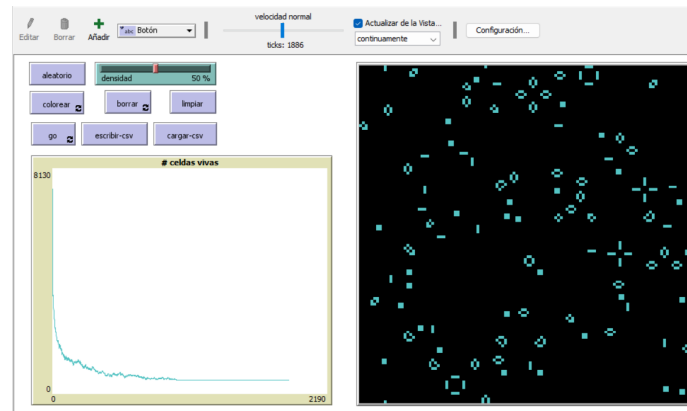 velocidad normal
Editar
Borrar
Añadir
abc Botón
ticks: 1886
Actualizar de la Vista...
continuamente
Configuración...
aleatorio
densidad
50 %
colorear
borrar
limpiar
go
escribir-csv
cargar-csv
# celdas vivas
8130
0
0
2190